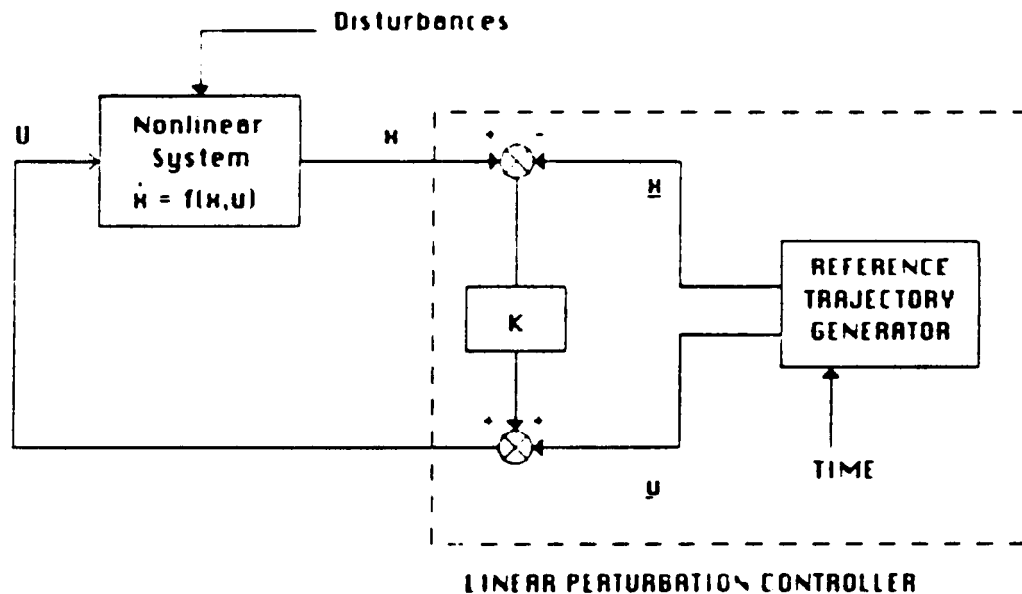 Disturbances
U
Nonlinear
System
ẋ = f(x,u)
x
+
-
x
REFERENCE
TRAJECTORY
GENERATOR
K
+
+
u
TIME
LINEAR PERTURBATION CONTROLLER